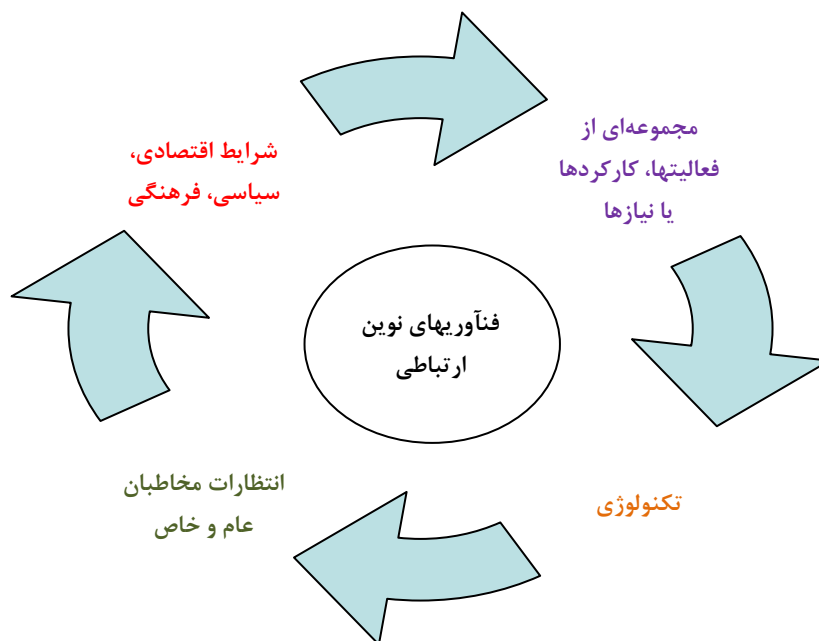 شرایط اقتصادی،
سیاسی، فرهنگی
مجموعه‌ای از
فعالیتها، کارکردها
یا نیازها
فنآوریهای نوین
ارتباطی
انتظارات مخاطبان
عام و خاص
تکنولوژی